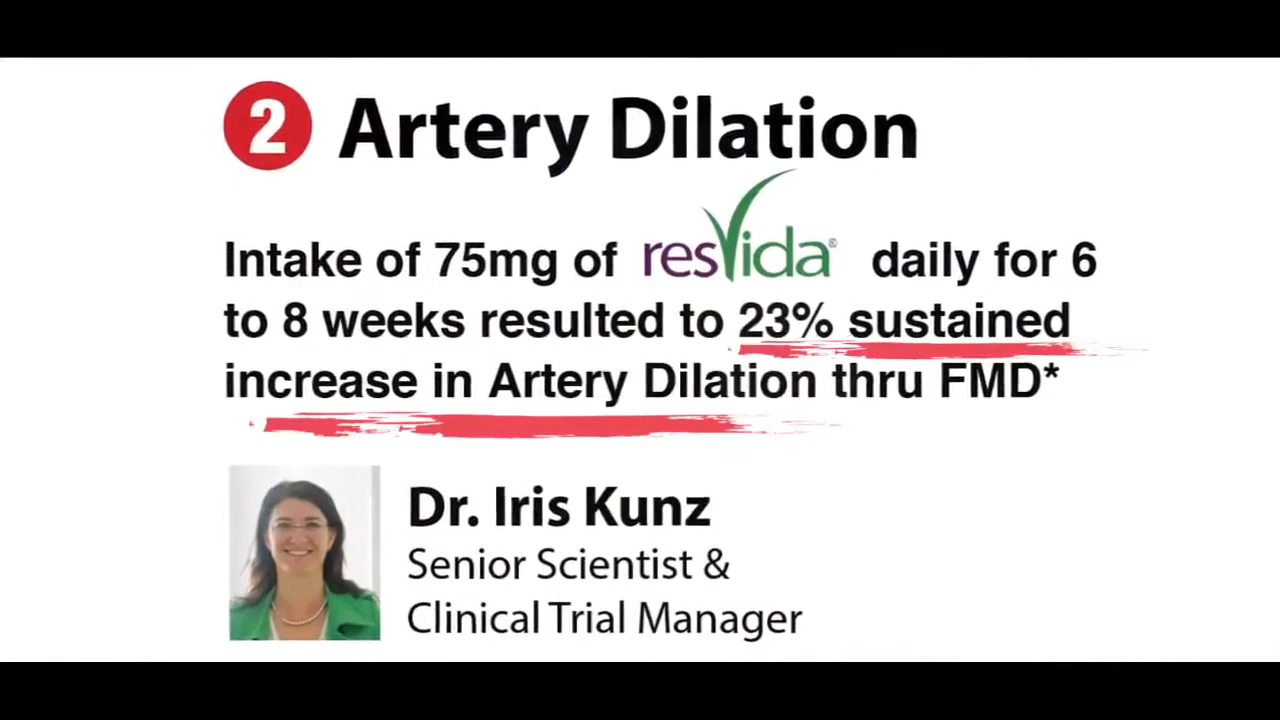 2 Artery Dilation
Intake of 75mg of resVida® daily for 6
to 8 weeks resulted to 23% sustained
increase in Artery Dilation thru FMD*
Dr. Iris Kunz
Senior Scientist &
Clinical Trial Manager